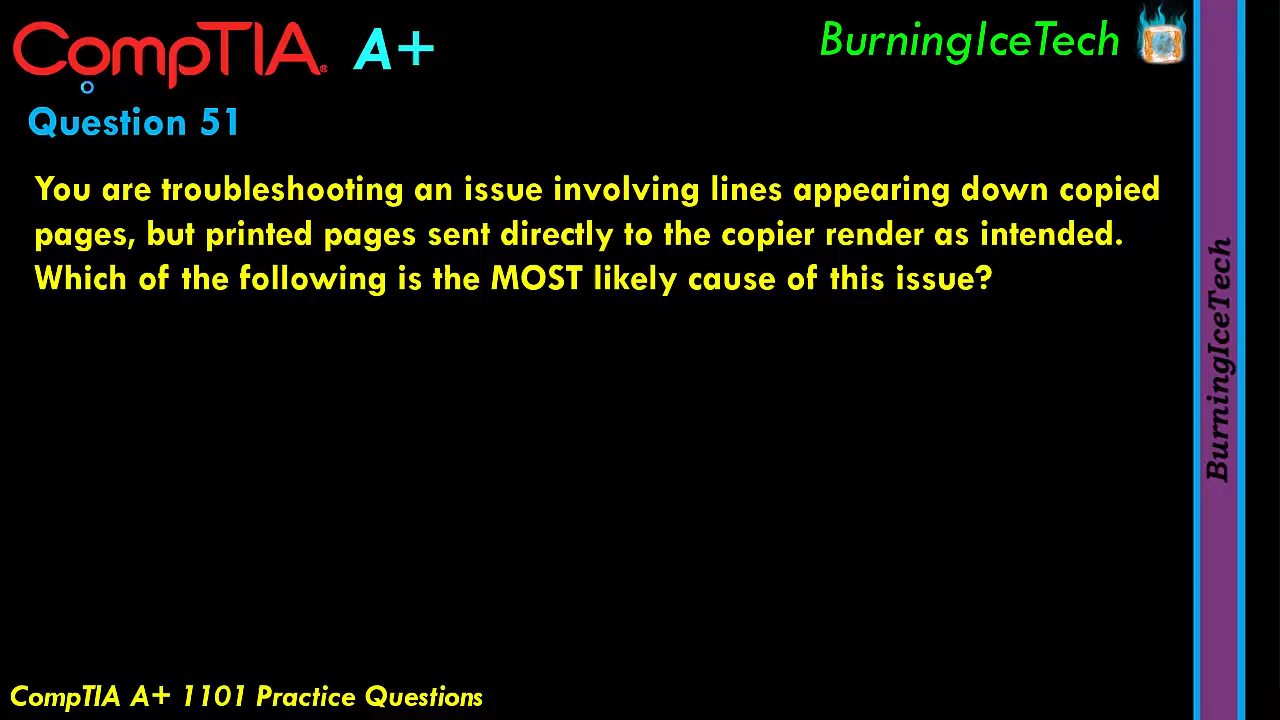 CompTIA® A+
BurningIceTech
Question 51
You are troubleshooting an issue involving lines appearing down copied
pages, but printed pages sent directly to the copier render as intended.
Which of the following is the MOST likely cause of this issue?
BurningIceTech
CompTIA A+ 1101 Practice Questions